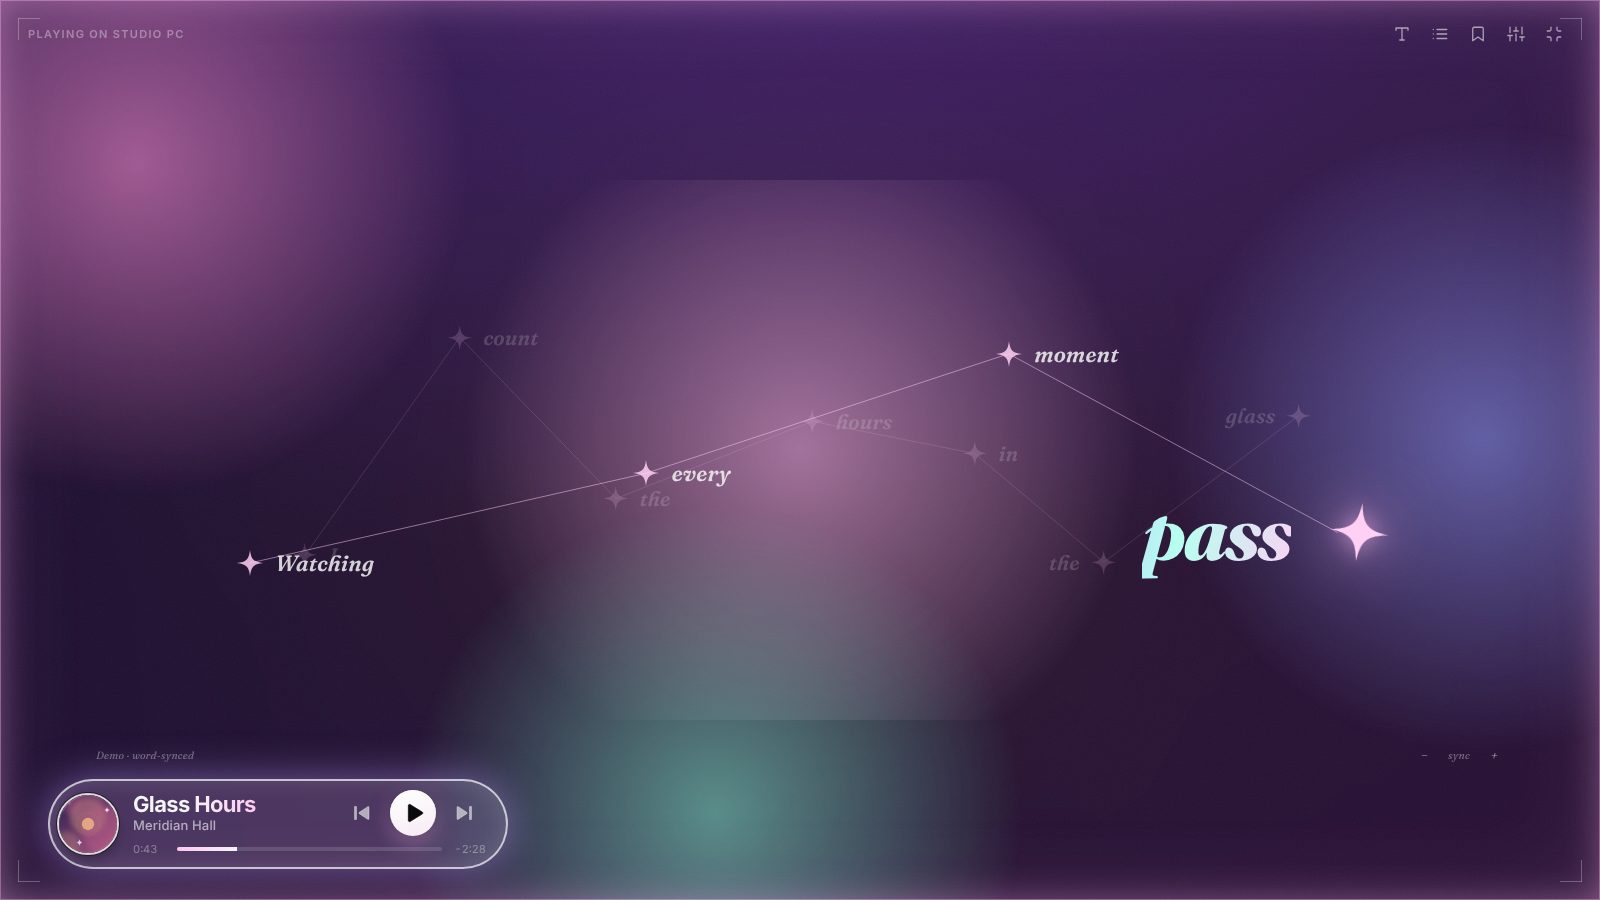 PLAYING ON STUDIO PC
count
moment
hours
glass
in
every
the
pass
Watching
the
Demo · word-synced
− sync +
Glass Hours
Meridian Hall
0:43
-2:28